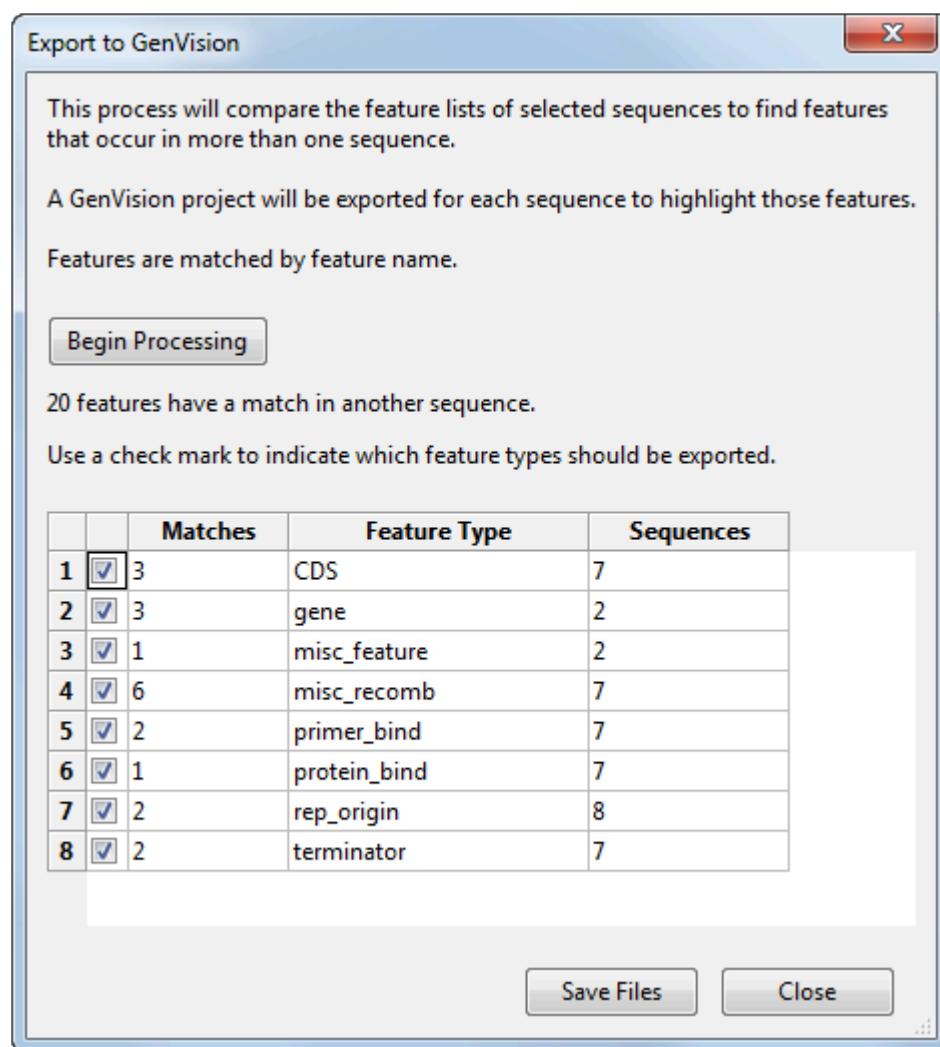 Export to GenVision
This process will compare the feature lists of selected sequences to find features
that occur in more than one sequence.
A GenVision project will be exported for each sequence to highlight those features.
Features are matched by feature name.
Begin Processing
20 features have a match in another sequence.
Use a check mark to indicate which feature types should be exported.
Matches Feature Type Sequences
1 3 CDS 7
2 3 gene 2
3 1 misc_feature 2
4 6 misc_recomb 7
5 2 primer_bind 7
6 1 protein_bind 7
7 2 rep_origin 8
8 2 terminator 7
Save Files Close